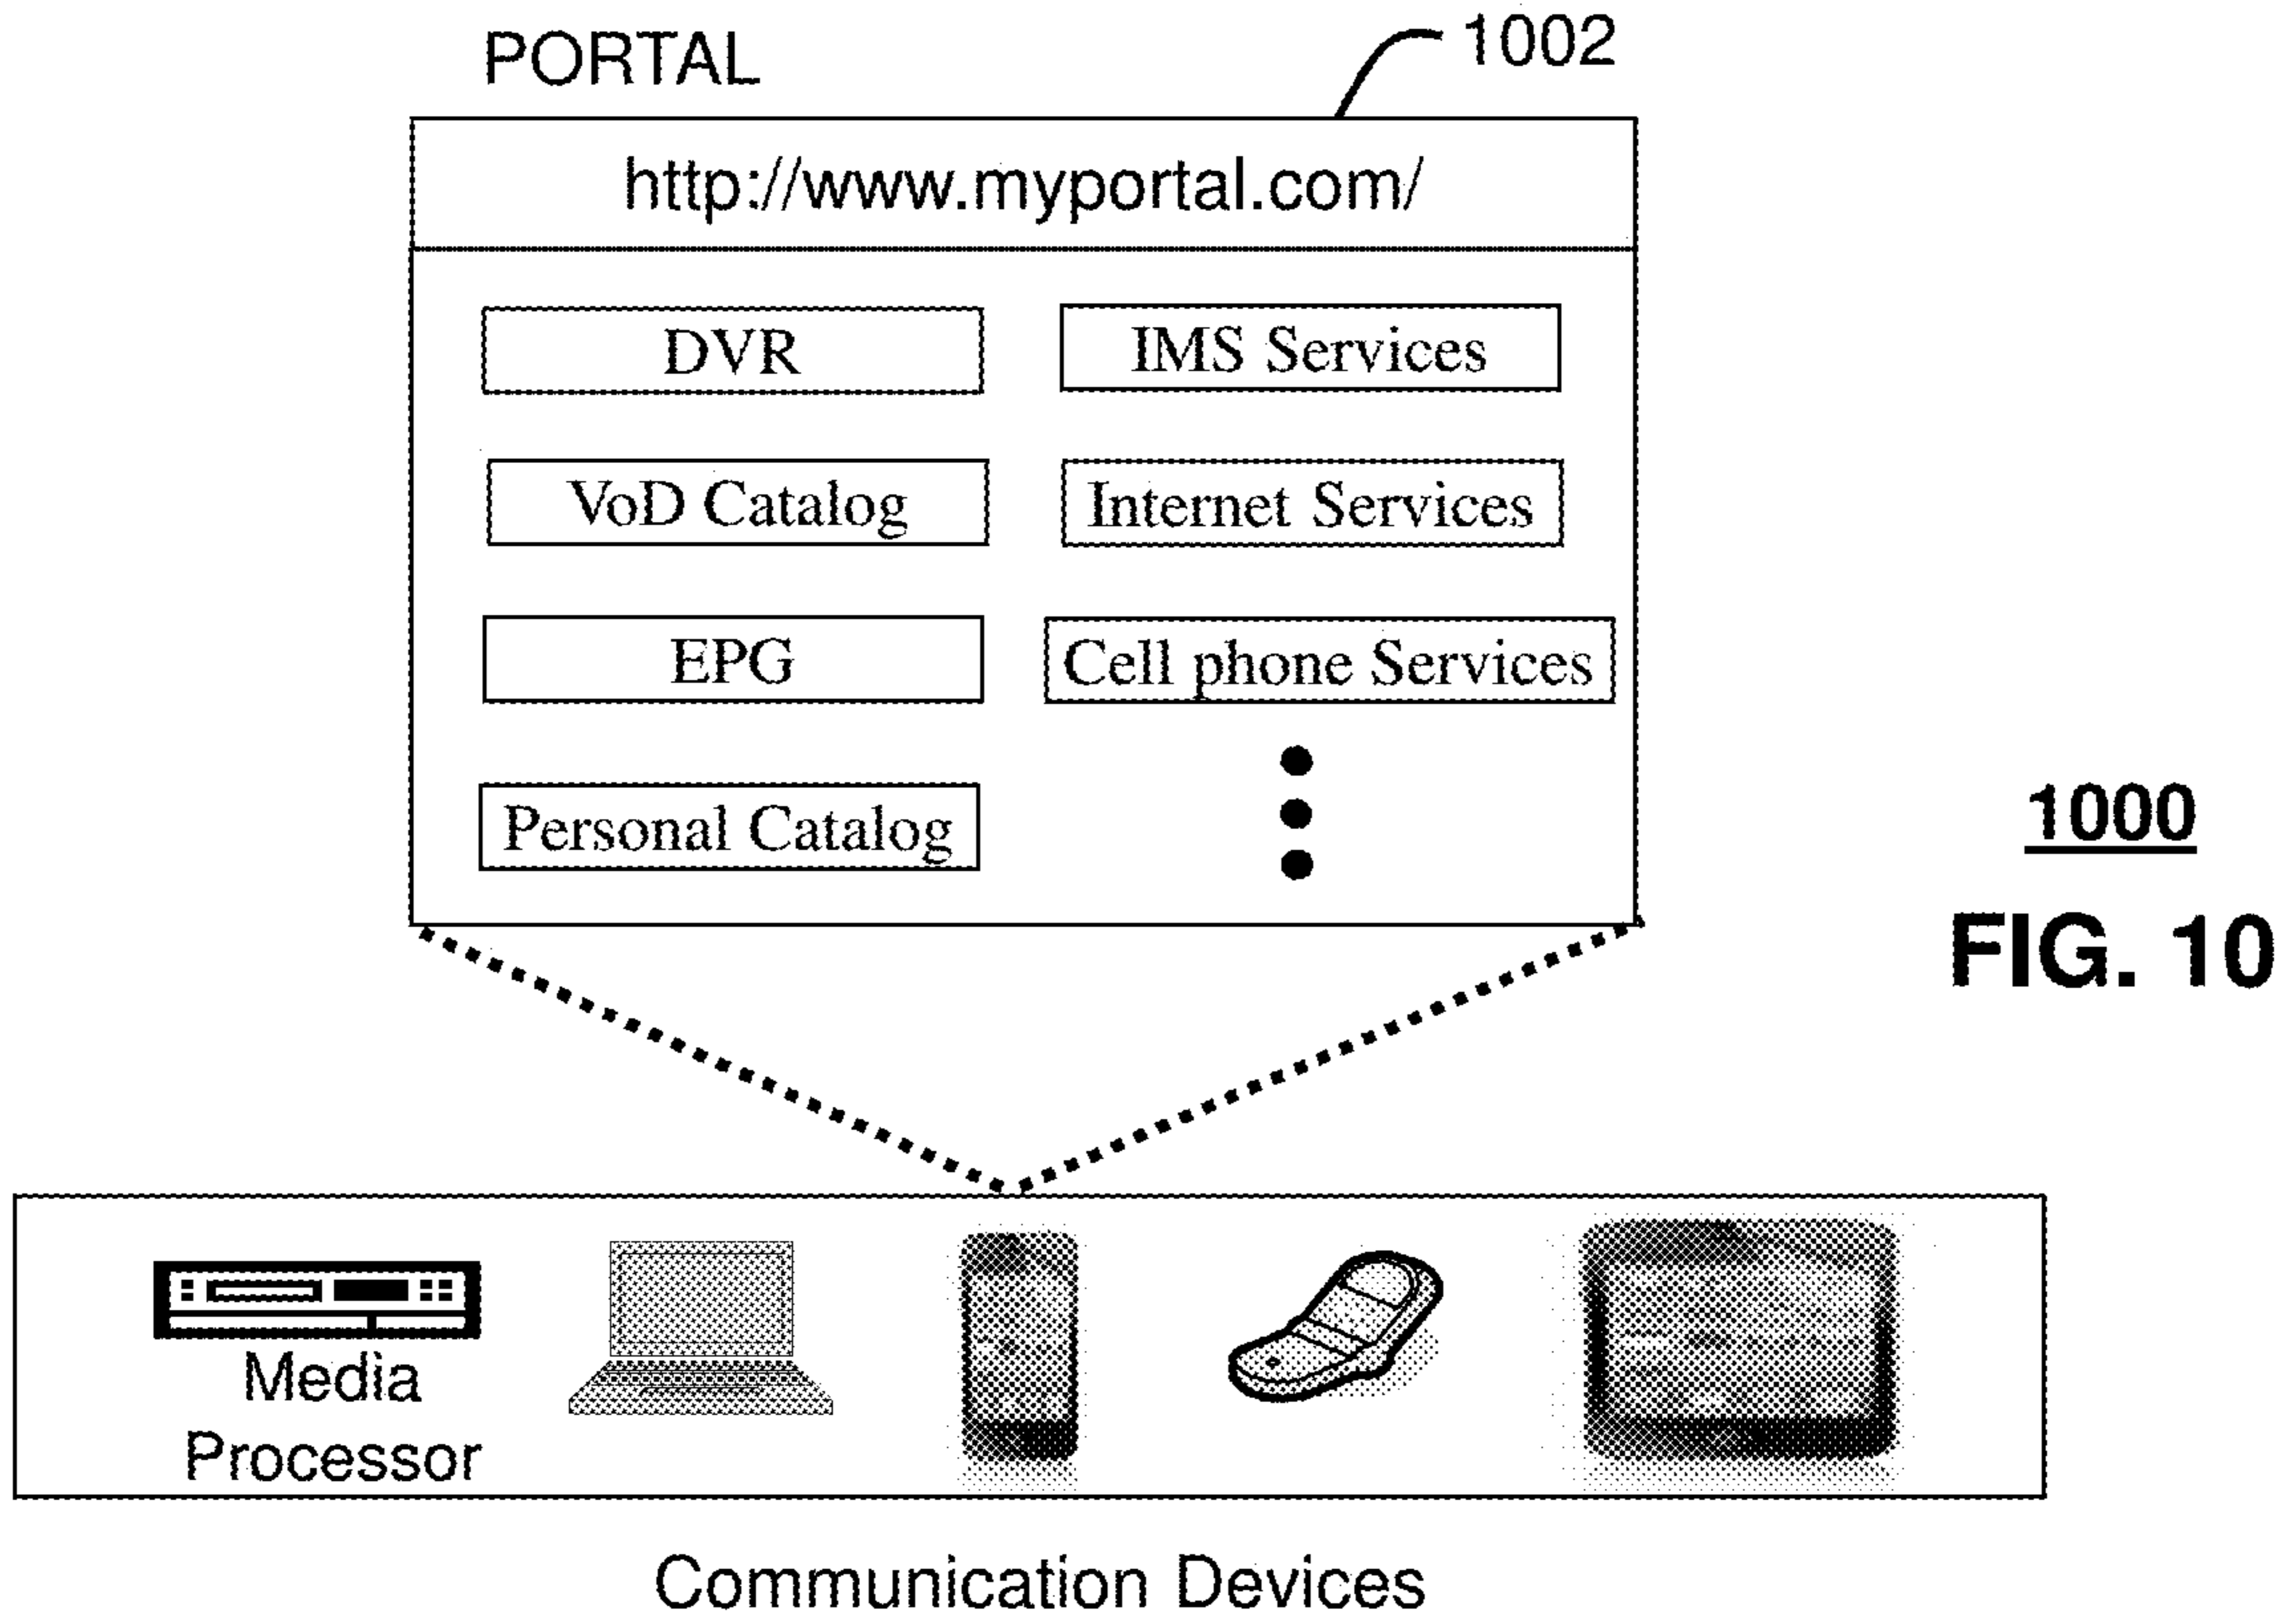 PORTAL
1002
http://www.myportal.com/
DVR
IMS Services
VoD Catalog
Internet Services
EPG
Cell phone Services
Personal Catalog
1000
FIG. 10
Media
Processor
Communication Devices